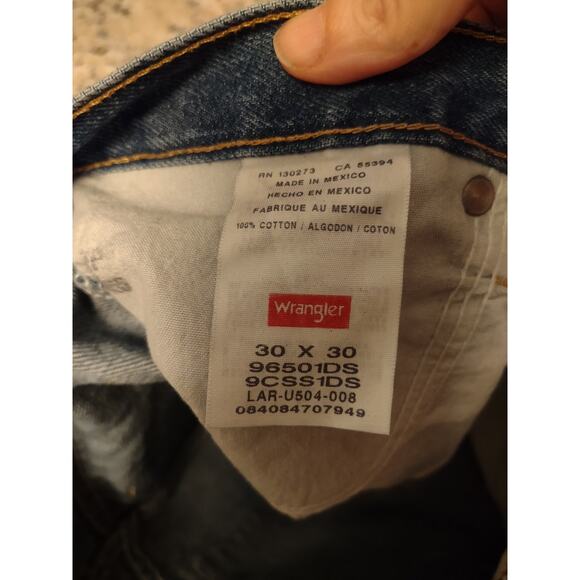 RN 130273 CA 55394
MADE IN MEXICO
HECHO EN MEXICO
FABRIQUE AU MEXIQUE
100% COTTON / ALGODON / COTON
Wrangler
30 X 30
96501DS
9CSS1DS
LAR-U504-008
084084707949